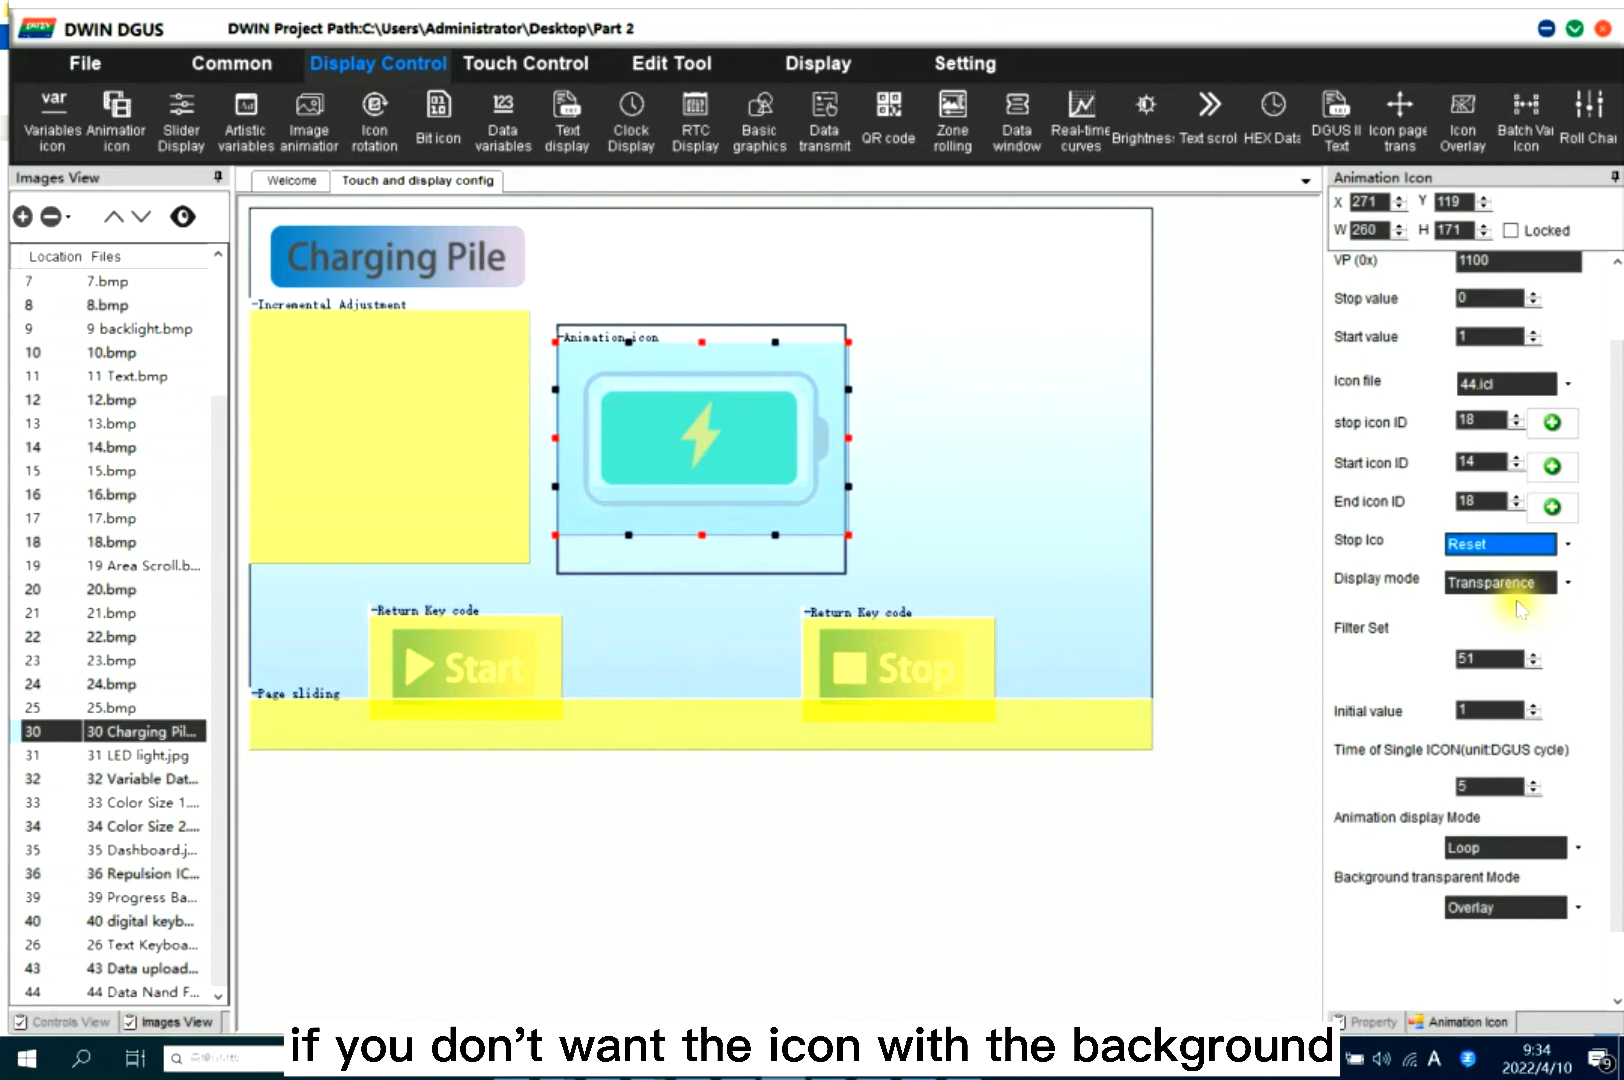 DWIN DGUS
DWIN Project Path:C:\Users\Administrator\Desktop\Part 2
File Common Display Control Touch Control Edit Tool Display Setting
Variables icon
Animation icon
Slider Display
Artistic variables
Image animation
Icon rotation
Bit icon
Data variables
Text display
Clock Display
RTC Display
Basic graphics
Data transmit
QR code
Zone rolling
Data window
Real-time curves
Brightness
Text scrol
HEX Data
DGUS II Text
Icon page trans
Icon Overlay
Batch Var Icon
Roll Char
Images View
Welcome
Touch and display config
Location Files
7 7.bmp
8 8.bmp
9 9 backlight.bmp
10 10.bmp
11 11 Text.bmp
12 12.bmp
13 13.bmp
14 14.bmp
15 15.bmp
16 16.bmp
17 17.bmp
18 18.bmp
19 19 Area Scroll.b...
20 20.bmp
21 21.bmp
22 22.bmp
23 23.bmp
24 24.bmp
25 25.bmp
30 30 Charging Pil...
31 31 LED light.jpg
32 32 Variable Dat...
33 33 Color Size 1....
34 34 Color Size 2....
35 35 Dashboard.j...
36 36 Repulsion IC...
39 39 Progress Ba...
40 40 digital keyb...
26 26 Text Keyboa...
43 43 Data upload...
44 44 Data Nand F...
Controls View Images View
Charging Pile
Incremental Adjustment
Animation icon
Return Key code
Start
Return Key code
Stop
Page sliding
Animation Icon
X 271 Y 119
W 260 H 171 Locked
VP (0x) 1100
Stop value 0
Start value 1
Icon file 44.icl
stop icon ID 18
Start icon ID 14
End icon ID 18
Stop Ico Reset
Display mode Transparence
Filter Set
51
Initial value 1
Time of Single ICON(unit:DGUS cycle)
5
Animation display Mode
Loop
Background transparent Mode
Overlay
Property Animation Icon
if you don't want the icon with the background
A
9:34
2022/4/10
9